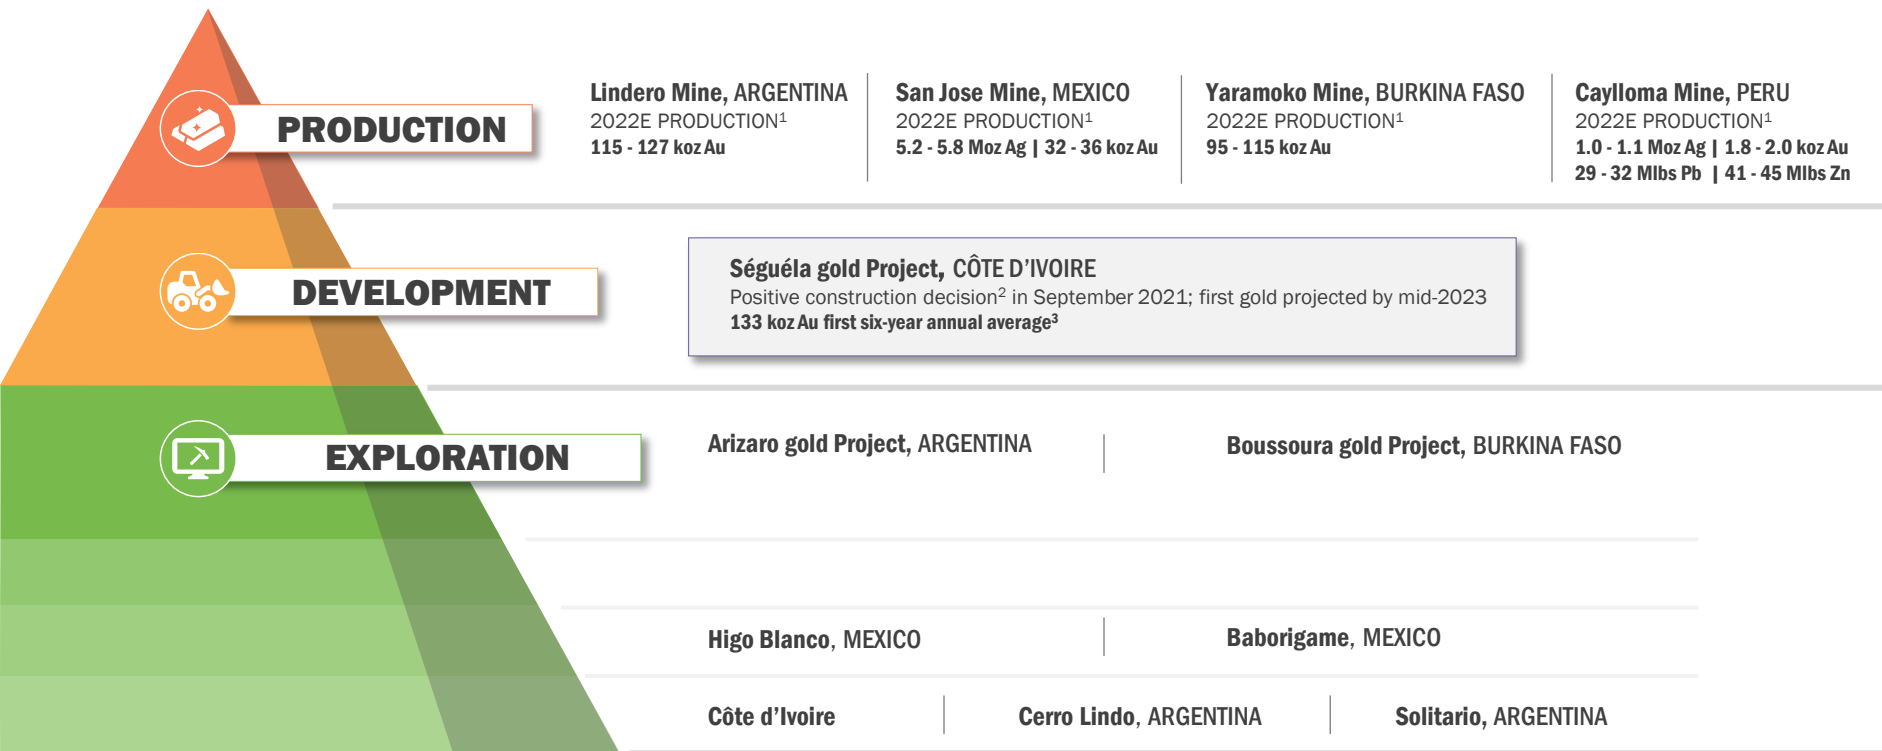 PRODUCTION
Lindero Mine, ARGENTINA
2022E PRODUCTION¹
115 - 127 koz Au
San Jose Mine, MEXICO
2022E PRODUCTION¹
5.2 - 5.8 Moz Ag | 32 - 36 koz Au
Yaramoko Mine, BURKINA FASO
2022E PRODUCTION¹
95 - 115 koz Au
Caylloma Mine, PERU
2022E PRODUCTION¹
1.0 - 1.1 Moz Ag | 1.8 - 2.0 koz Au
29 - 32 Mlbs Pb | 41 - 45 Mlbs Zn
DEVELOPMENT
Séguéla gold Project, CÔTE D’IVOIRE
Positive construction decision² in September 2021; first gold projected by mid-2023
133 koz Au first six-year annual average³
EXPLORATION
Arizaro gold Project, ARGENTINA
Boussoura gold Project, BURKINA FASO
Higo Blanco, MEXICO
Baborigame, MEXICO
Côte d’Ivoire
Cerro Lindo, ARGENTINA
Solitario, ARGENTINA